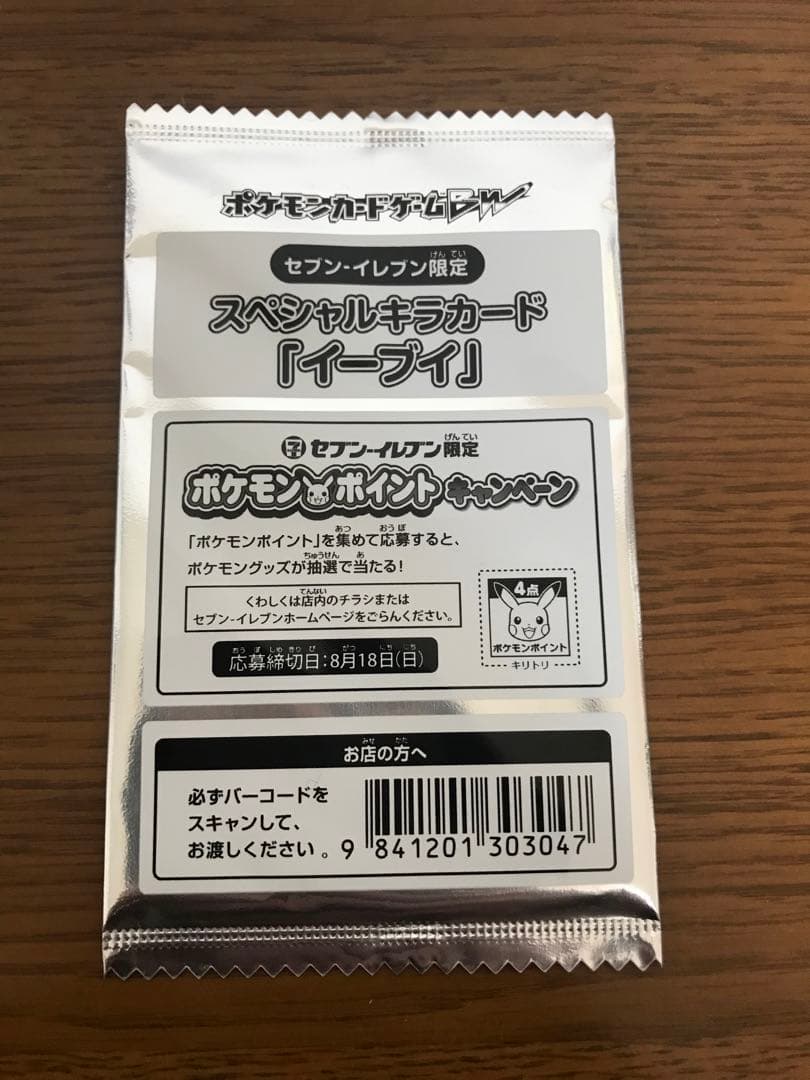 ポケモンカードゲームBW
セブン-イレブン限定
スペシャルキラカード
「イーブイ」
セブン-イレブン限定
ポケモンポイントキャンペーン
「ポケモンポイント」を集めて応募すると、
ポケモングッズが抽選で当たる!
くわしくは店内のチラシまたは
セブン-イレブンホームページをごらんください。
応募締切日:8月18日(日)
4点
ポケモンポイント
キリトリ
お店の方へ
必ずバーコードを
スキャンして、
お渡しください。
9 841201 303047